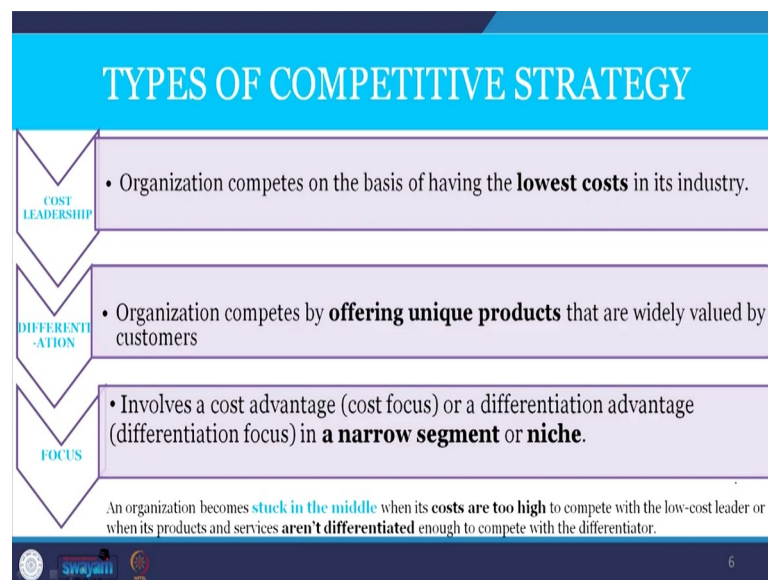 TYPES OF COMPETITIVE STRATEGY
COST
LEADERSHIP
• Organization competes on the basis of having the lowest costs in its industry.
DIFFERENTI
-ATION
• Organization competes by offering unique products that are widely valued by
customers
FOCUS
• Involves a cost advantage (cost focus) or a differentiation advantage
(differentiation focus) in a narrow segment or niche.
An organization becomes stuck in the middle when its costs are too high to compete with the low-cost leader or
when its products and services aren't differentiated enough to compete with the differentiator.
swayam
6